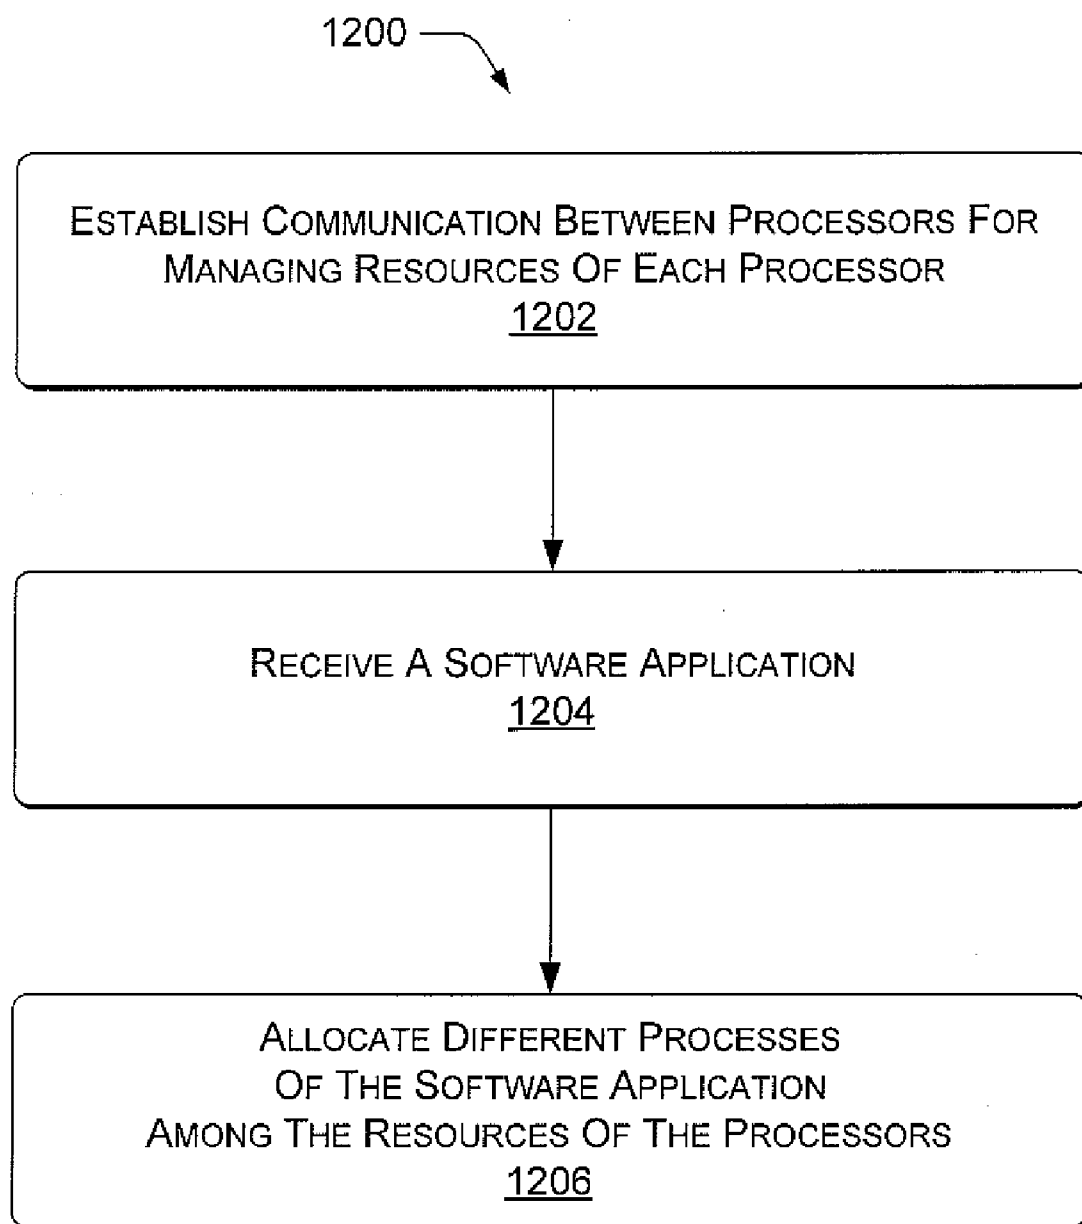 1200
ESTABLISH COMMUNICATION BETWEEN PROCESSORS FOR
MANAGING RESOURCES OF EACH PROCESSOR
1202
RECEIVE A SOFTWARE APPLICATION
1204
ALLOCATE DIFFERENT PROCESSES
OF THE SOFTWARE APPLICATION
AMONG THE RESOURCES OF THE PROCESSORS
1206